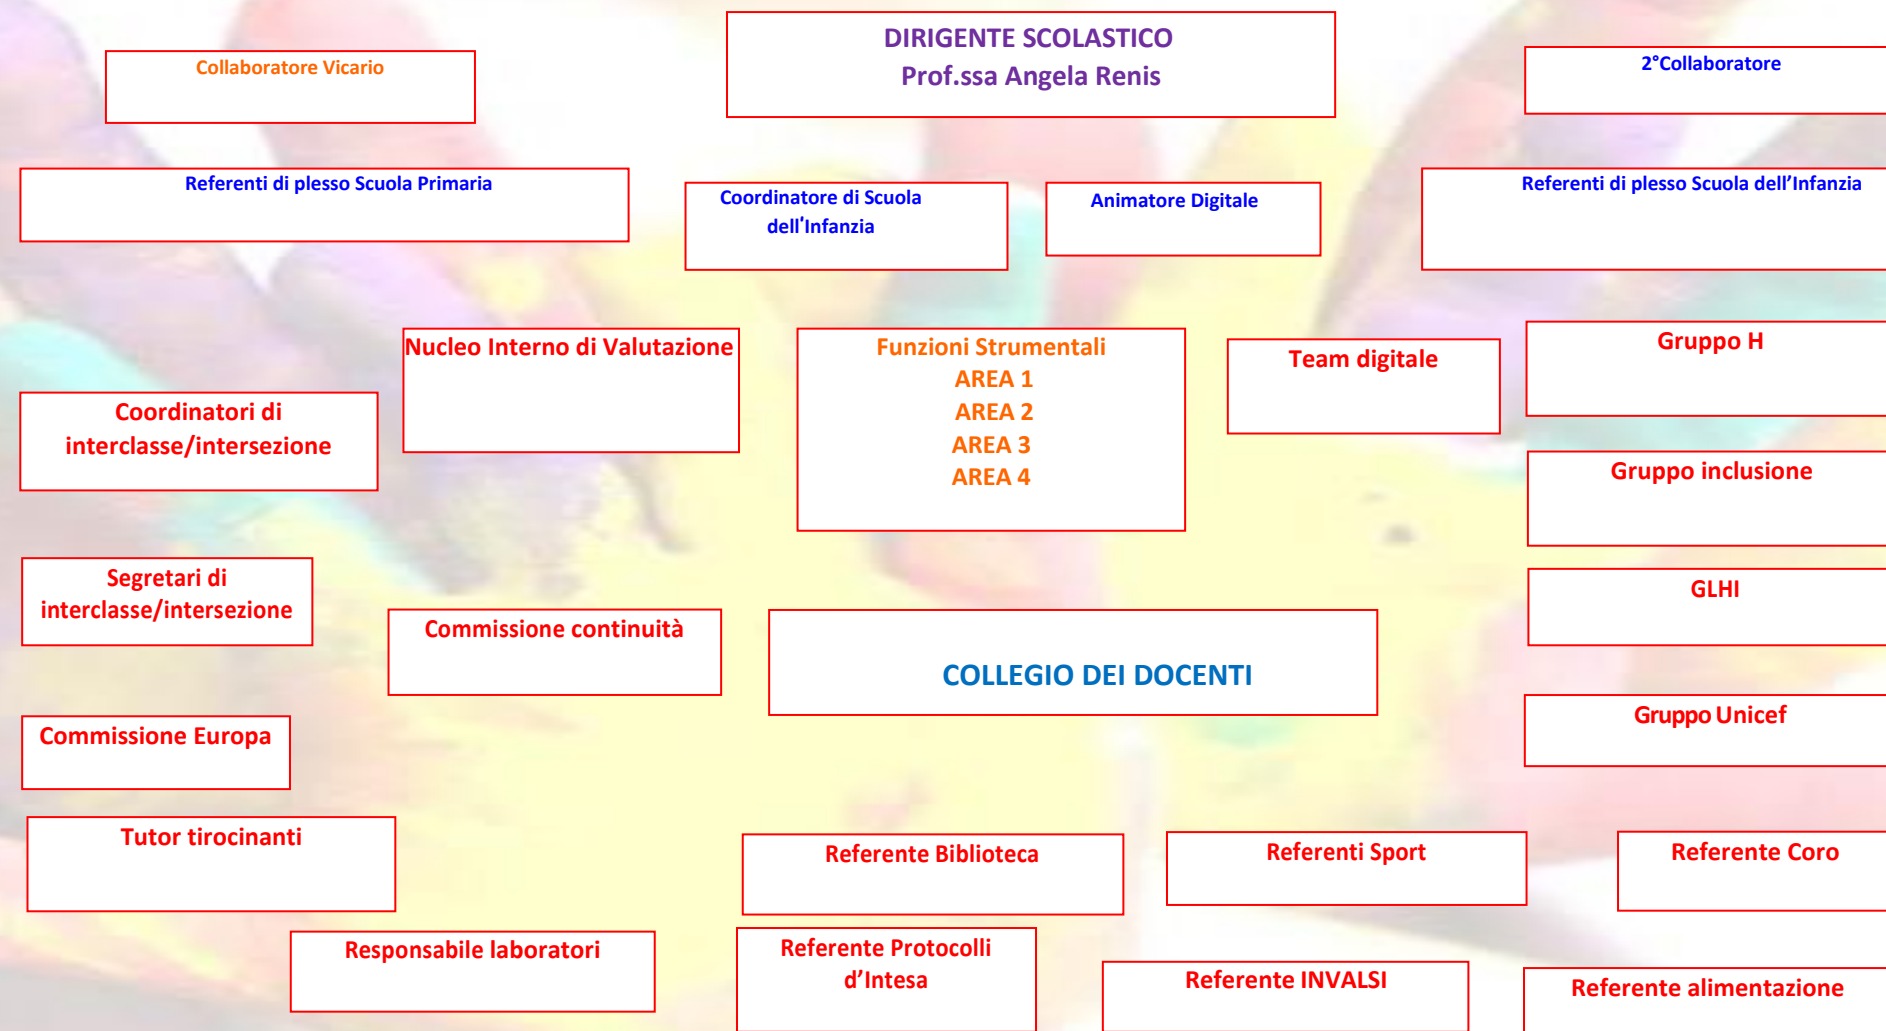 DIRIGENTE SCOLASTICO
Prof.ssa Angela Renis
Collaboratore Vicario
2°Collaboratore
Referenti di plesso Scuola Primaria
Coordinatore di Scuola
dell'Infanzia
Animatore Digitale
Referenti di plesso Scuola dell’Infanzia
Nucleo Interno di Valutazione
Funzioni Strumentali
AREA 1
AREA 2
AREA 3
AREA 4
Team digitale
Gruppo H
Coordinatori di
interclasse/intersezione
Gruppo inclusione
Segretari di
interclasse/intersezione
Commissione continuità
COLLEGIO DEI DOCENTI
GLHI
Commissione Europa
Gruppo Unicef
Tutor tirocinanti
Referente Biblioteca
Referenti Sport
Referente Coro
Responsabile laboratori
Referente Protocolli
d’Intesa
Referente INVALSI
Referente alimentazione